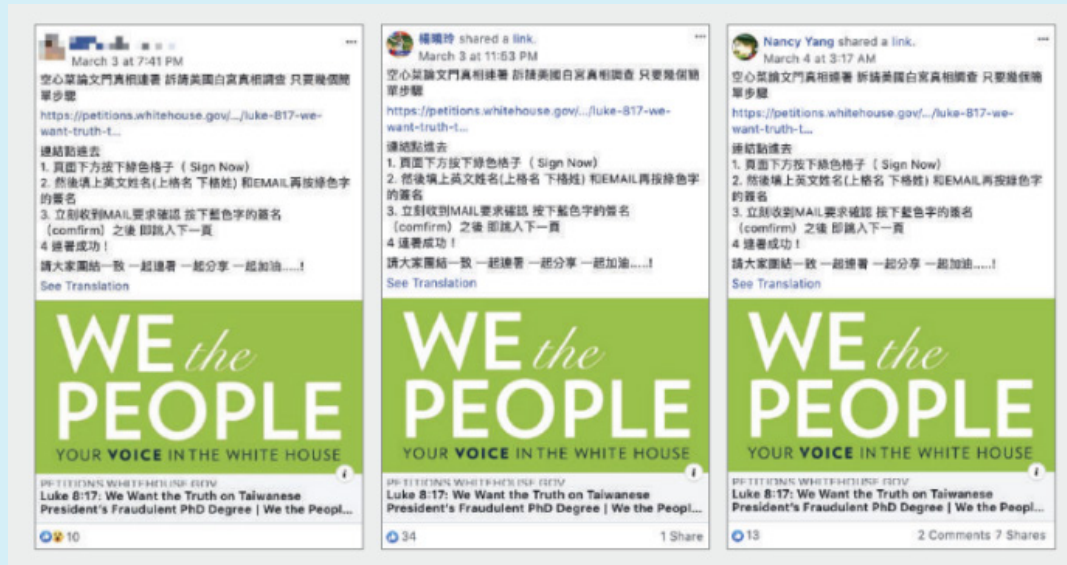 March 3 at 7:41 PM
空心菜論文門真相連署 訴請美國白宮真相調查 只要幾個簡
單步驟
https://petitions.whitehouse.gov/.../luke-817-we-
want-truth-t...
連結點進去
1. 頁面下方按下綠色格子（ Sign Now）
2. 然後填上英文姓名(上格名 下格姓) 和EMAIL再按綠色字
的簽名
3. 立刻收到MAIL要求確認 按下藍色字的簽名
（comfirm）之後 即跳入下一頁
4 連署成功！
請大家團結一致 一起連署 一起分享 一起加油.....!
See Translation
WE the
PEOPLE
YOUR VOICE IN THE WHITE HOUSE
PETITIONS.WHITEHOUSE.GOV
Luke 8:17: We Want the Truth on Taiwanese
President's Fraudulent PhD Degree | We the Peopl...
10
楊曉玲 shared a link.
March 3 at 11:53 PM
空心菜論文門真相連署 訴請美國白宮真相調查 只要幾個簡
單步驟
https://petitions.whitehouse.gov/.../luke-817-we-
want-truth-t...
連結點進去
1. 頁面下方按下綠色格子（ Sign Now）
2. 然後填上英文姓名(上格名 下格姓) 和EMAIL再按綠色字
的簽名
3. 立刻收到MAIL要求確認 按下藍色字的簽名
（comfirm）之後 即跳入下一頁
4 連署成功！
請大家團結一致 一起連署 一起分享 一起加油.....!
See Translation
WE the
PEOPLE
YOUR VOICE IN THE WHITE HOUSE
PETITIONS.WHITEHOUSE.GOV
Luke 8:17: We Want the Truth on Taiwanese
President's Fraudulent PhD Degree | We the Peopl...
34 1 Share
Nancy Yang shared a link.
March 4 at 3:17 AM
空心菜論文門真相連署 訴請美國白宮真相調查 只要幾個簡
單步驟
https://petitions.whitehouse.gov/.../luke-817-we-
want-truth-t...
連結點進去
1. 頁面下方按下綠色格子（ Sign Now）
2. 然後填上英文姓名(上格名 下格姓) 和EMAIL再按綠色字
的簽名
3. 立刻收到MAIL要求確認 按下藍色字的簽名
（comfirm）之後 即跳入下一頁
4 連署成功！
請大家團結一致 一起連署 一起分享 一起加油.....!
See Translation
WE the
PEOPLE
YOUR VOICE IN THE WHITE HOUSE
PETITIONS.WHITEHOUSE.GOV
Luke 8:17: We Want the Truth on Taiwanese
President's Fraudulent PhD Degree | We the Peopl...
13 2 Comments 7 Shares